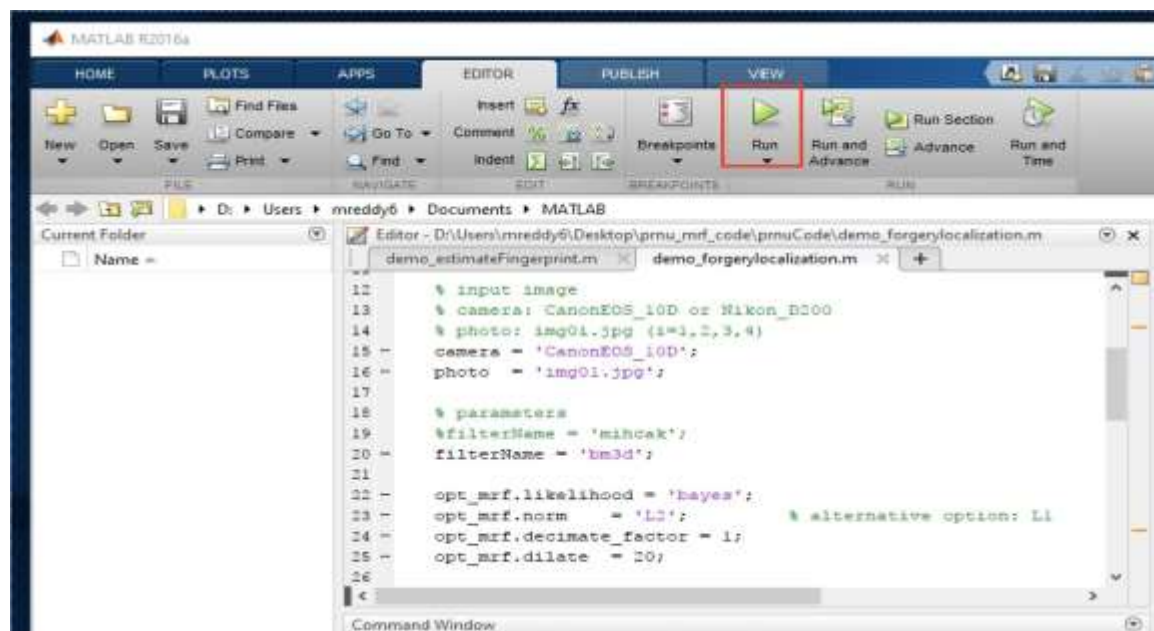 MATLAB R2016a
HOME PLOTS APPS EDITOR PUBLISH VIEW
New Open Save Find Files Compare Print
Go To Find
Insert fx Comment Indent
Breakpoints
Run
Run and Advance
Run Section Advance
Run and Time
FILE NAVIGATE EDIT BREAKPOINTS RUN
D: Users mreddy6 Documents MATLAB
Current Folder
Name
Editor - D:\Users\mreddy6\Desktop\prnu_mrf_code\prnuCode\demo_forgerylocalization.m
demo_estimateFingerprint.m demo_forgerylocalization.m +
12 % input image
13 % camera: CanonEOS_10D or Nikon_D200
14 % photo: img0i.jpg (i=1,2,3,4)
15 - camera = 'CanonEOS_10D';
16 - photo = 'img01.jpg';
17
18 % parameters
19 %filterName = 'mihcak';
20 - filterName = 'bm3d';
21
22 - opt_mrf.likelihood = 'bayes';
23 - opt_mrf.norm = 'L2'; % alternative option: L1
24 - opt_mrf.decimate_factor = 1;
25 - opt_mrf.dilate = 20;
26
Command Window